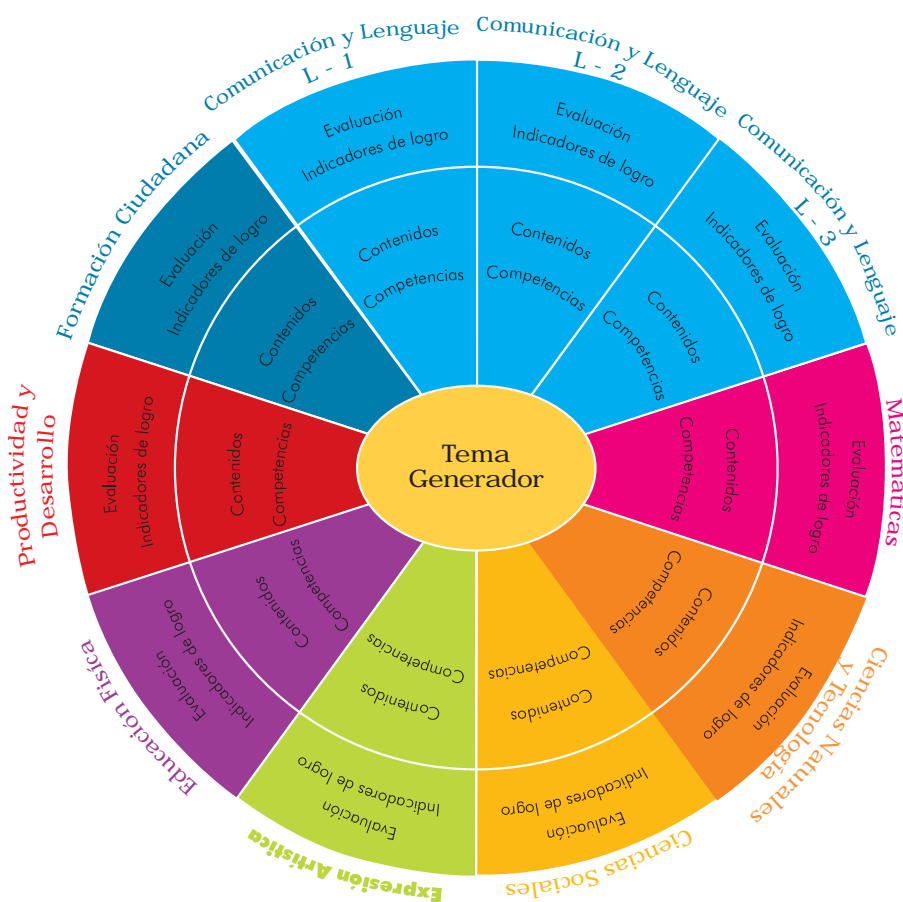 Comunicación y Lenguaje
L - 1
Evaluación
Indicadores de logro
Contenidos
Competencias
Comunicación y Lenguaje
L - 2
Evaluación
Indicadores de logro
Contenidos
Competencias
Comunicación y Lenguaje
L - 3
Evaluación
Indicadores de logro
Contenidos
Competencias
Matematicas
Evaluación
Indicadores de logro
Contenidos
Competencias
Ciencias Naturales
y Tecnología
Evaluación
Indicadores de logro
Contenidos
Competencias
Ciencias Sociales
Evaluación
Indicadores de logro
Contenidos
Competencias
Expresión Artística
Evaluación
Indicadores de logro
Contenidos
Competencias
Educación Fisica
Evaluación
Indicadores de logro
Contenidos
Competencias
Productividad y
Desarrollo
Evaluación
Indicadores de logro
Contenidos
Competencias
Formación Ciudadana
Evaluación
Indicadores de logro
Contenidos
Competencias
Tema
Generador